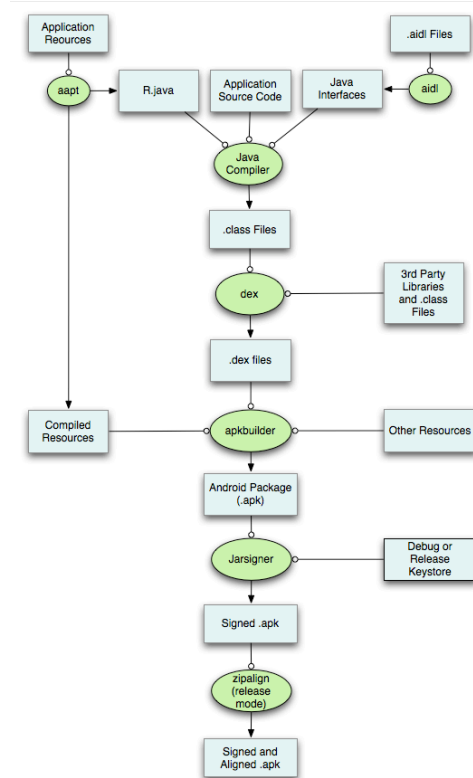 Application
Reources
.aidl Files
aapt
R.java
Application
Source Code
Java
Interfaces
aidl
Java
Compiler
.class Files
dex
3rd Party
Libraries
and .class
Files
.dex files
Compiled
Resources
apkbuilder
Other Resources
Android Package
(.apk)
Jarsigner
Debug or
Release
Keystore
Signed .apk
zipalign
(release
mode)
Signed and
Aligned .apk